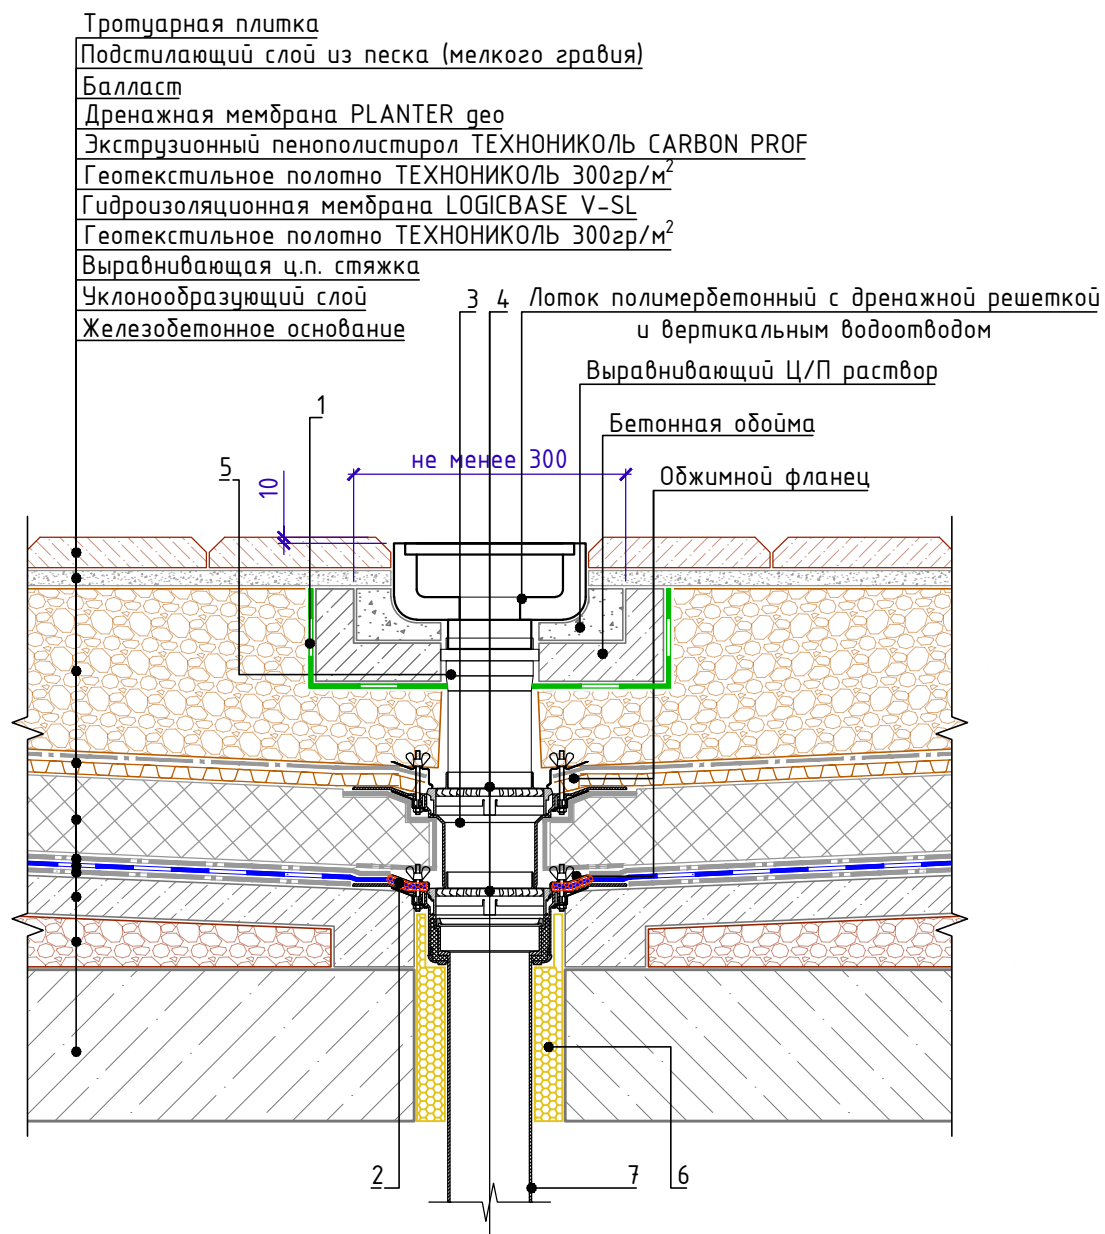 Тротуарная плитка
Подстилающий слой из песка (мелкого гравия)
Балласт
Дренажная мембрана PLANTER geo
Экструзионный пенополистирол ТЕХНОНИКОЛЬ CARBON PROF
Геотекстильное полотно ТЕХНОНИКОЛЬ 300гр/м²
Гидроизоляционная мембрана LOGICBASE V-SL
Геотекстильное полотно ТЕХНОНИКОЛЬ 300гр/м²
Выравнивающая ц.п. стяжка
Уклонообразующий слой
Железобетонное основание
3 4
Лоток полимербетонный с дренажной решеткой
и вертикальным водоотводом
Выравнивающий Ц/П раствор
1
Бетонная обойма
не менее 300
5
10
Обжимной фланец
2
7
6